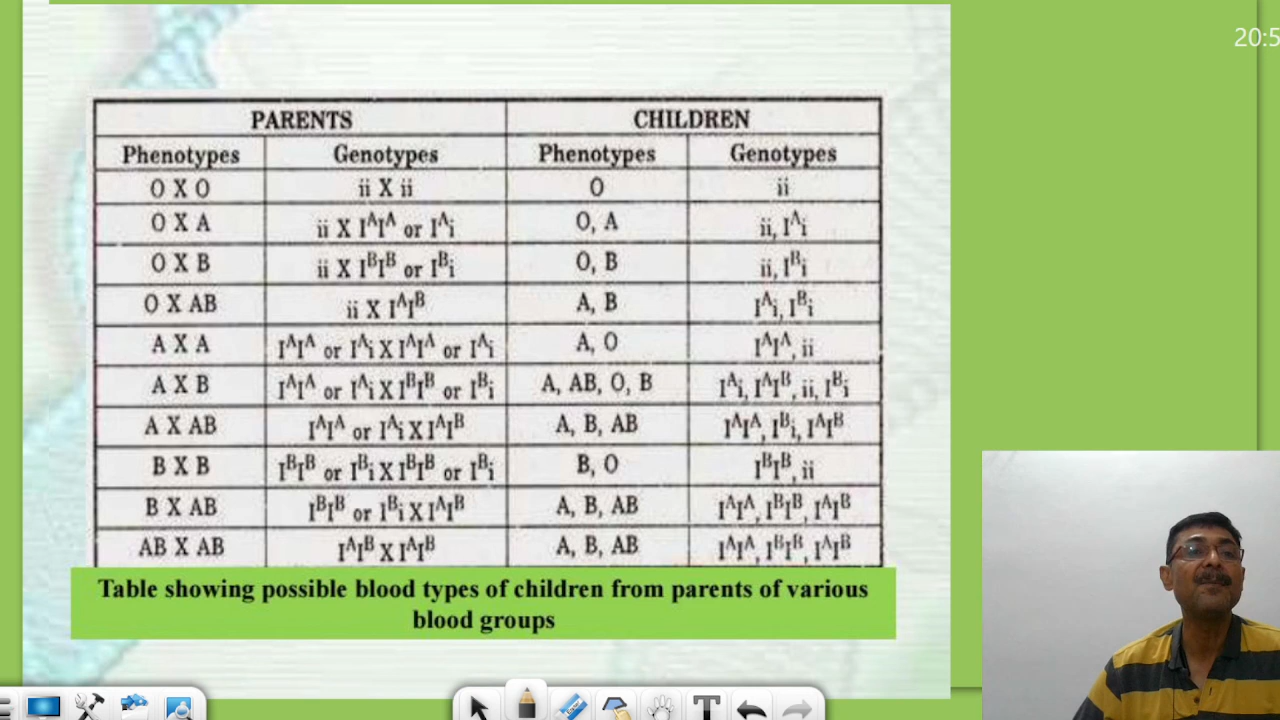 20:5
PARENTS CHILDREN
Phenotypes Genotypes Phenotypes Genotypes
O X O ii X ii O ii
O X A ii X IᴬIᴬ or Iᴬi O, A ii, Iᴬi
O X B ii X IᴮIᴮ or Iᴮi O, B ii, Iᴮi
O X AB ii X IᴬIᴮ A, B Iᴬi, Iᴮi
A X A IᴬIᴬ or Iᴬi X IᴬIᴬ or Iᴬi A, O IᴬIᴬ, ii
A X B IᴬIᴬ or Iᴬi X IᴮIᴮ or Iᴮi A, AB, O, B Iᴬi, IᴬIᴮ, ii, Iᴮi
A X AB IᴬIᴬ or Iᴬi X IᴬIᴮ A, B, AB IᴬIᴬ, Iᴮi, IᴬIᴮ
B X B IᴮIᴮ or Iᴮi X IᴮIᴮ or Iᴮi B, O IᴮIᴮ, ii
B X AB IᴮIᴮ or Iᴮi X IᴬIᴮ A, B, AB IᴬIᴬ, IᴮIᴮ, IᴬIᴮ
AB X AB IᴬIᴮ X IᴬIᴮ A, B, AB IᴬIᴬ, IᴮIᴮ, IᴬIᴮ
Table showing possible blood types of children from parents of various
blood groups